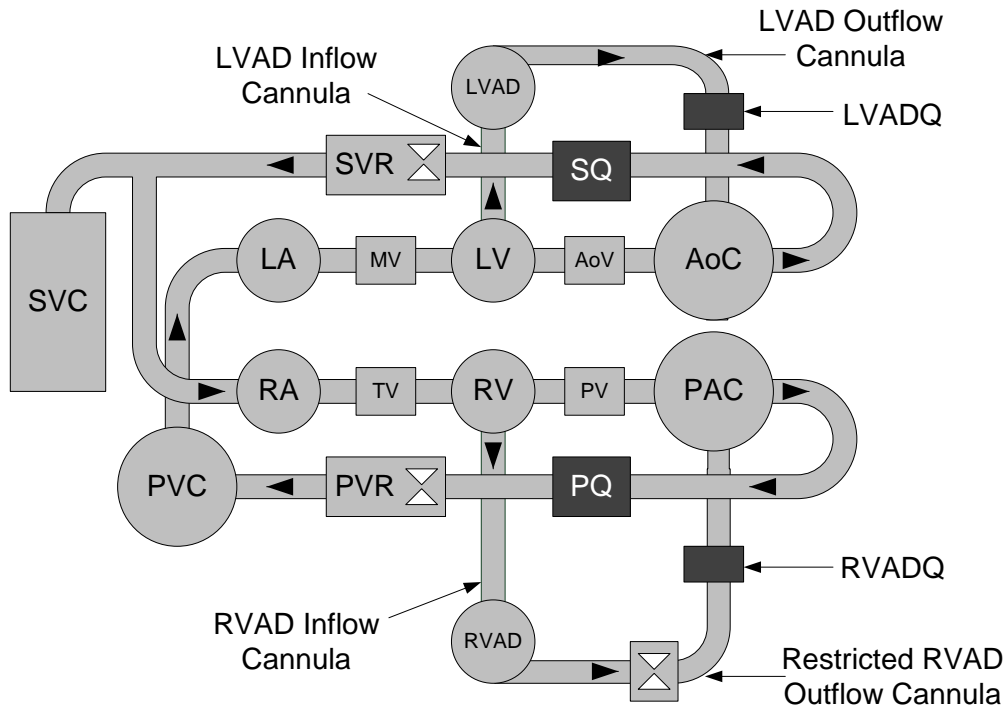 LVAD Outflow
Cannula
LVAD Inflow
Cannula
LVAD
LVADQ
SVR
SQ
SVC
LA
MV
LV
AoV
AoC
RA
TV
RV
PV
PAC
PVC
PVR
PQ
RVADQ
RVAD Inflow
Cannula
RVAD
Restricted RVAD
Outflow Cannula